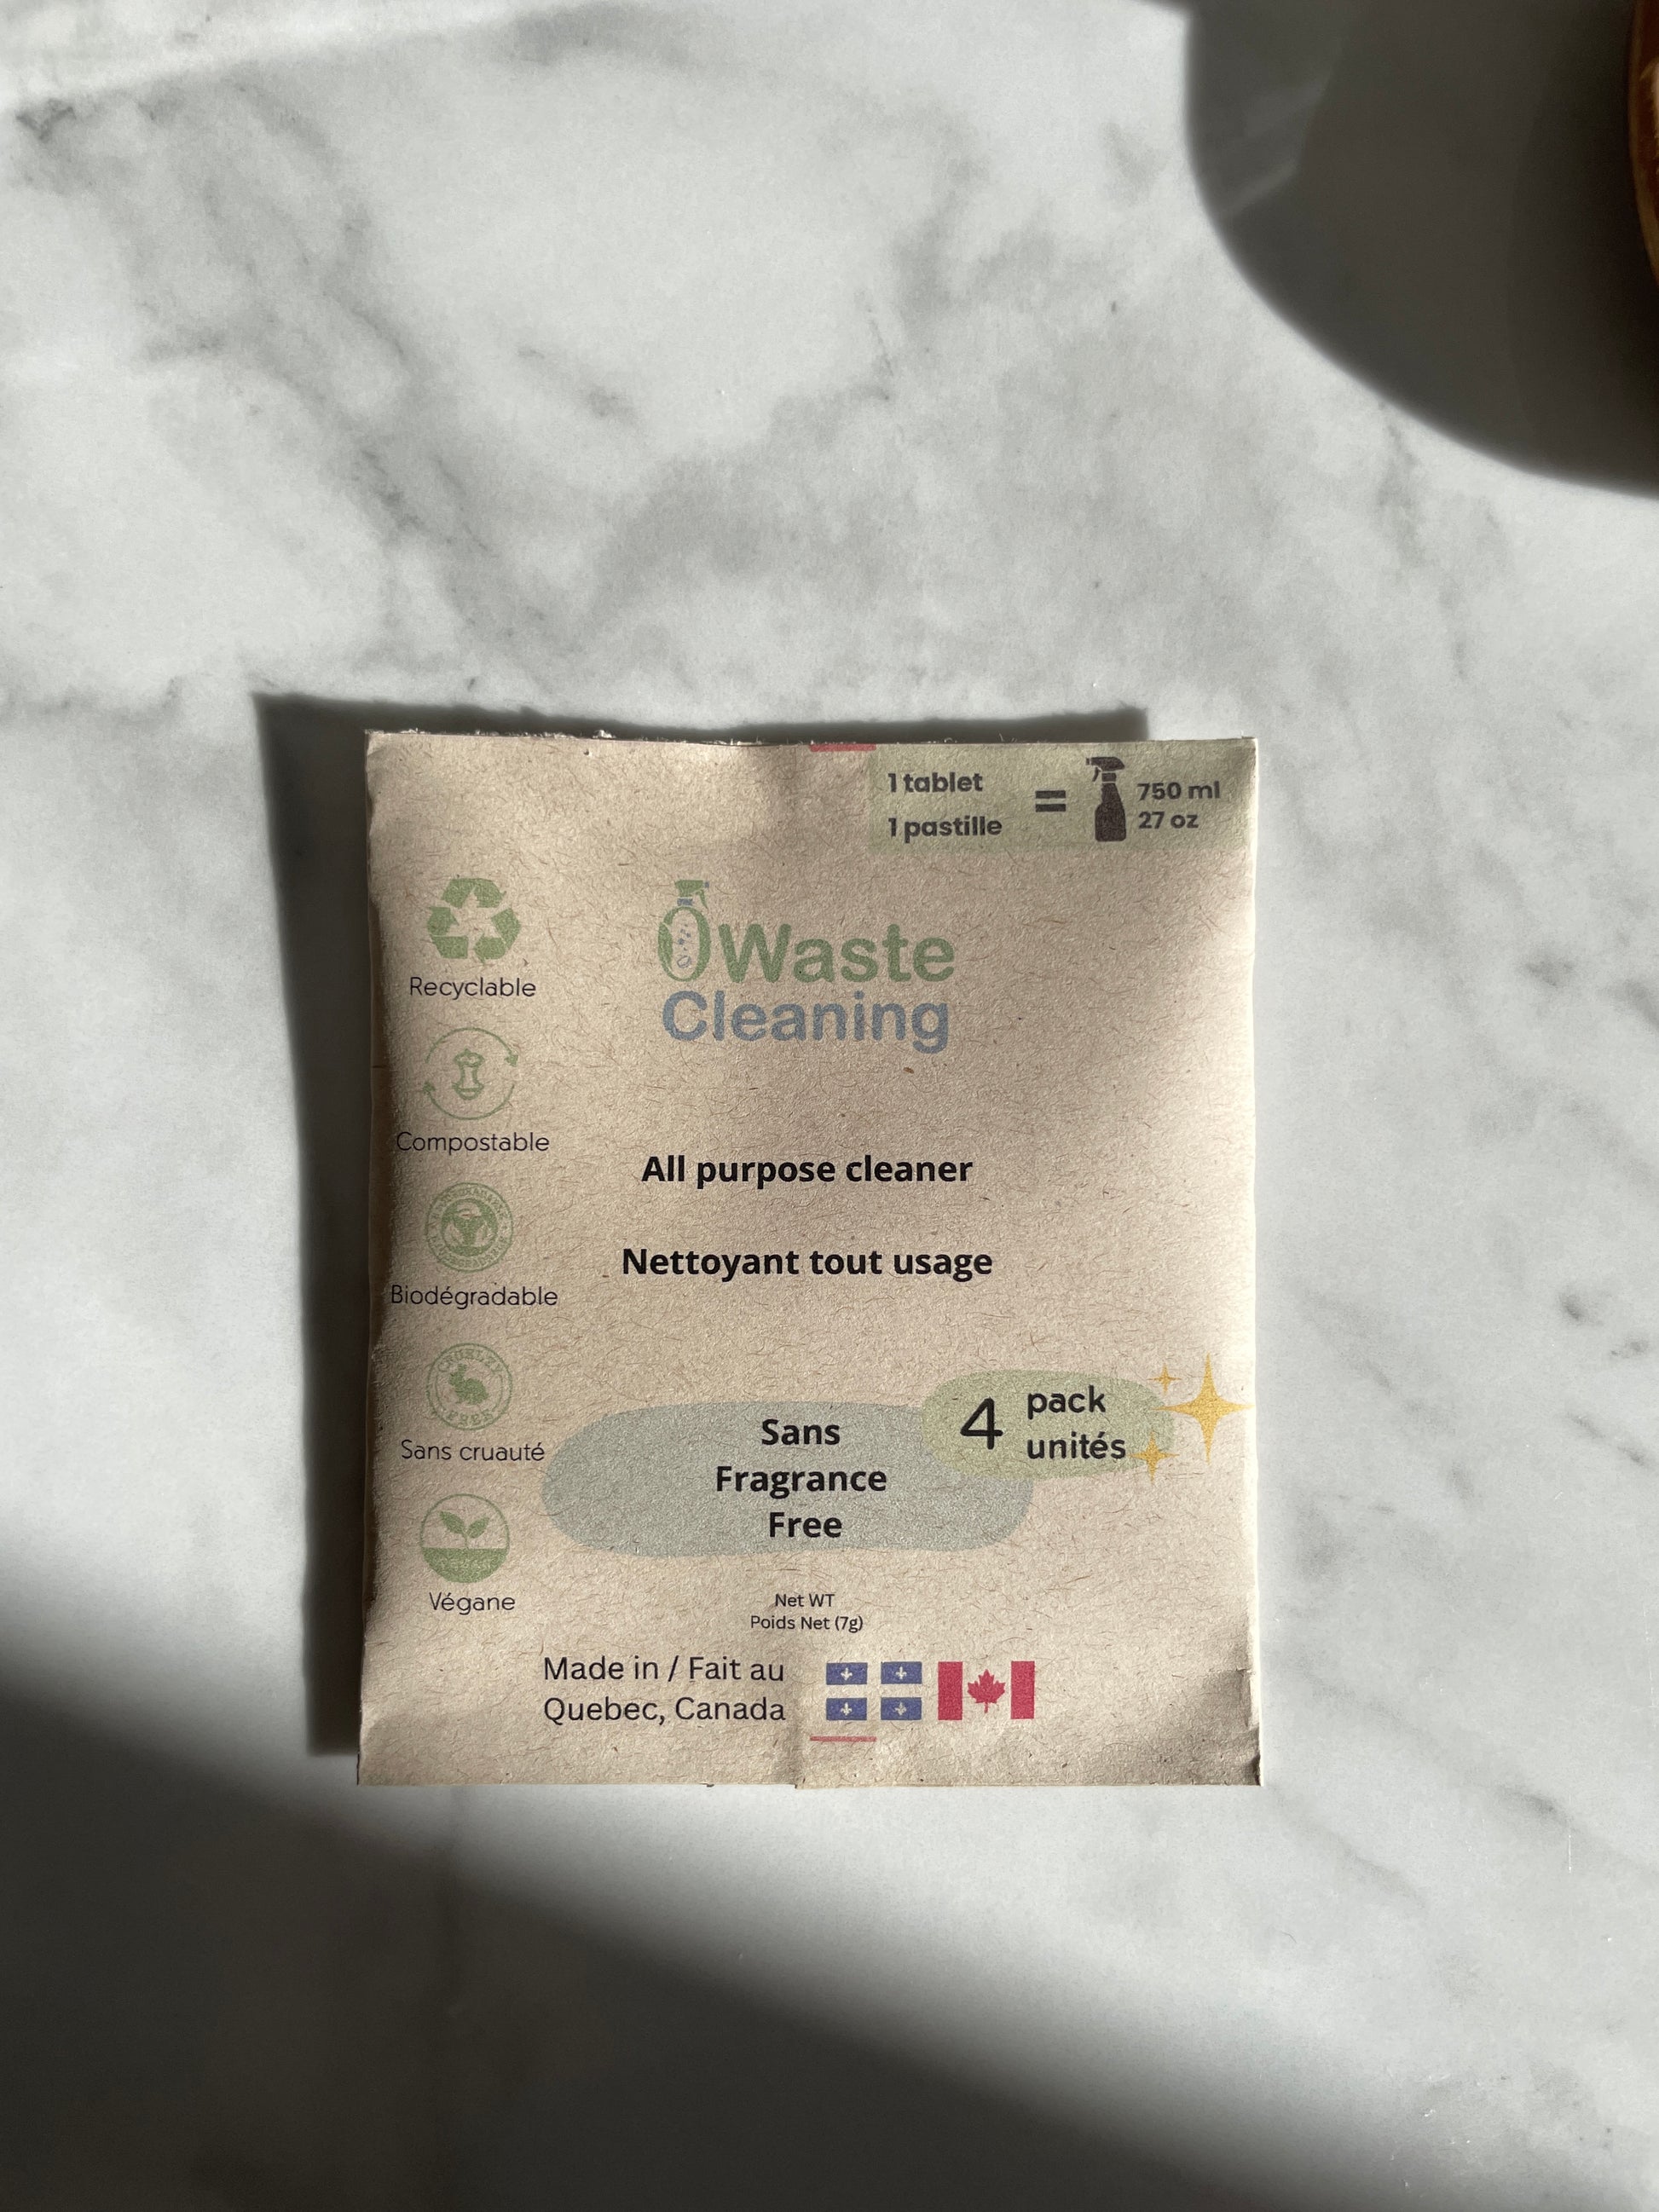 1 tablet
1 pastille
=
750 ml
27 oz
0Waste
Cleaning
Recyclable
Compostable
Biodégradable
CRUELTY
FREE
Sans cruauté
Végane
All purpose cleaner
Nettoyant tout usage
4
pack
unités
Sans
Fragrance
Free
Net WT
Poids Net (7g)
Made in / Fait au
Quebec, Canada